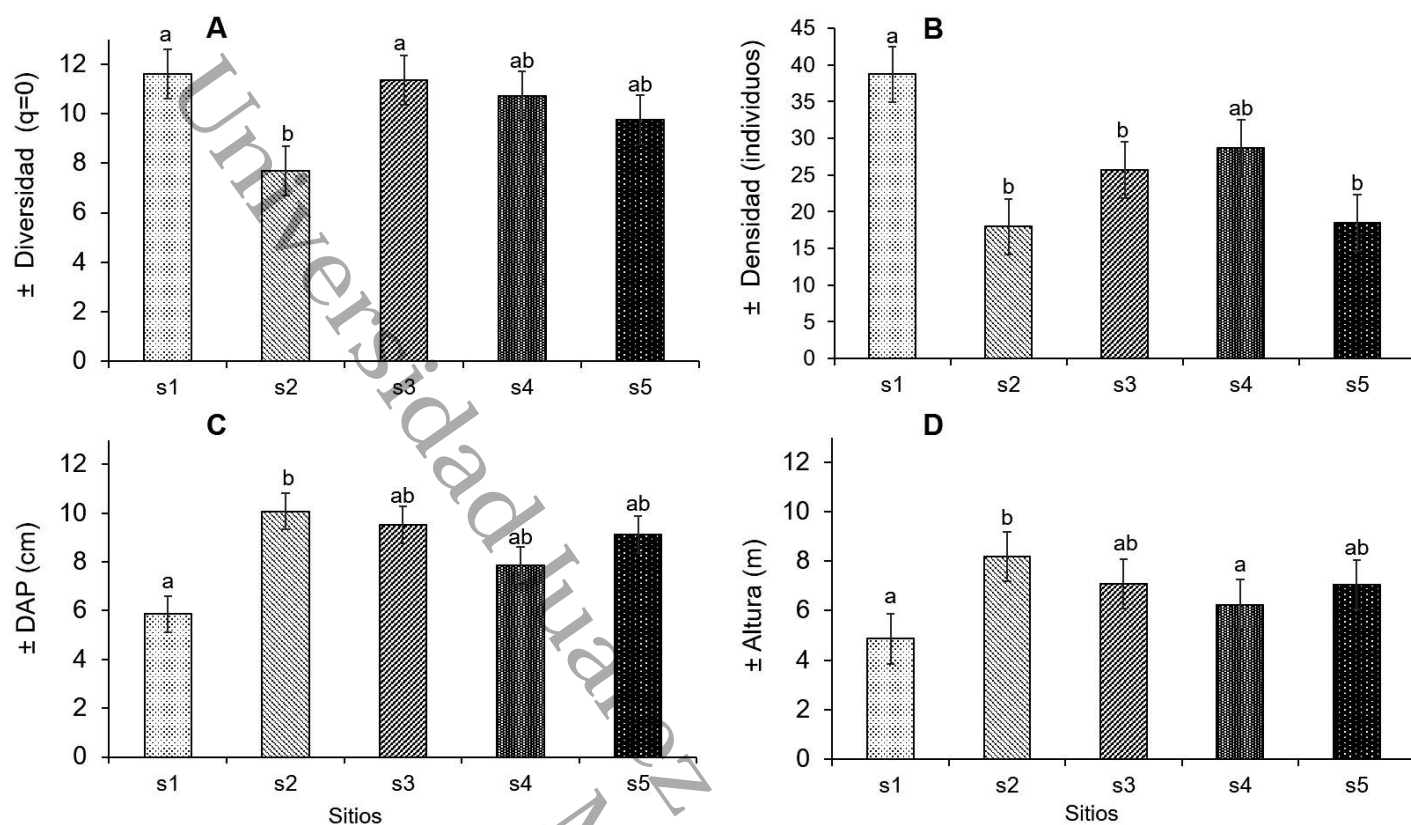 A
± Diversidad (q=0)
12
10
8
6
4
2
0
a
b
a
ab
ab
s1
s2
s3
s4
s5
B
± Densidad (individuos)
45
40
35
30
25
20
15
10
5
0
a
b
b
ab
b
s1
s2
s3
s4
s5
C
± DAP (cm)
12
10
8
6
4
2
0
a
b
ab
ab
ab
s1
s2
s3
s4
s5
Sitios
D
± Altura (m)
12
10
8
6
4
2
0
a
b
ab
a
ab
s1
s2
s3
s4
s5
Sitios
Universidad Juarez